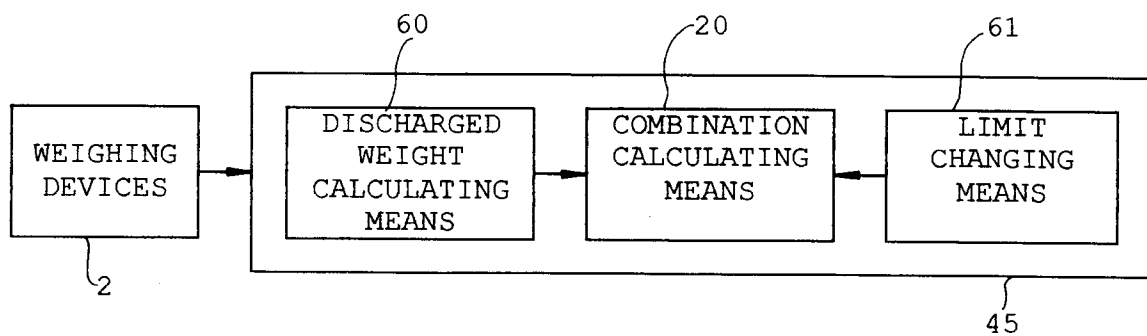 60
20
61
WEIGHING
DEVICES
DISCHARGED
WEIGHT
CALCULATING
MEANS
COMBINATION
CALCULATING
MEANS
LIMIT
CHANGING
MEANS
2
45